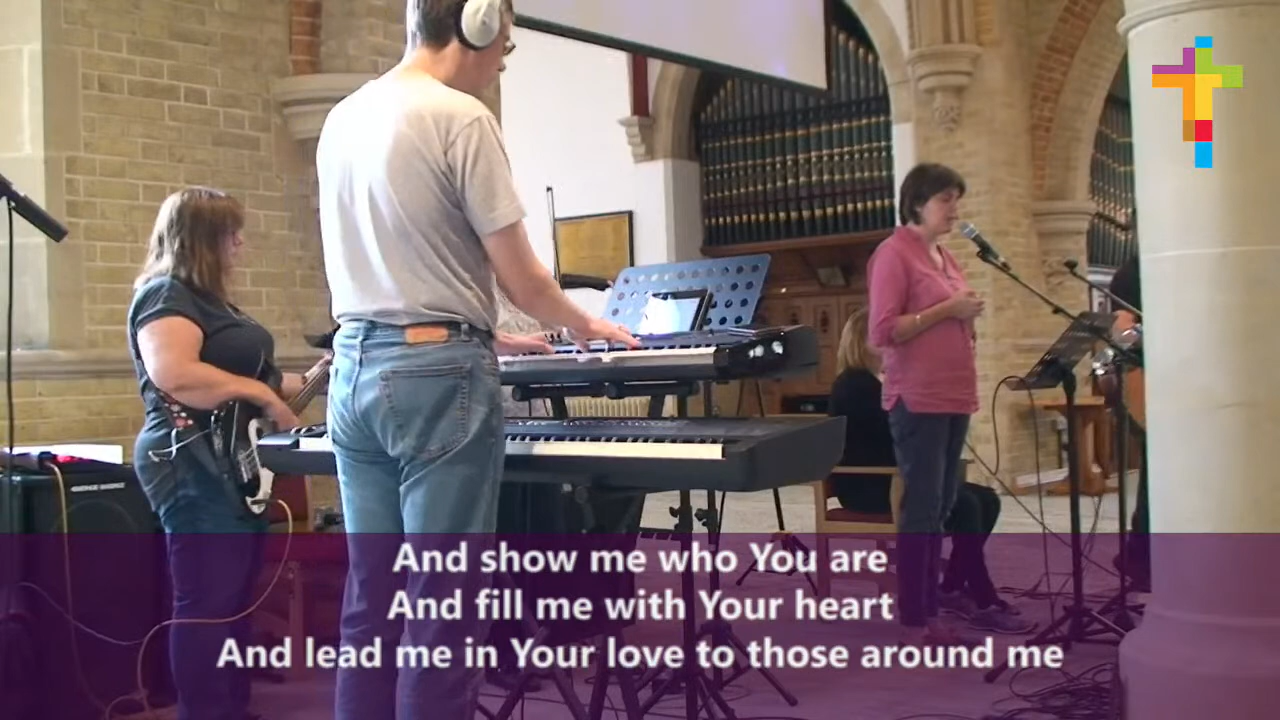 And show me who You are
And fill me with Your heart
And lead me in Your love to those around me